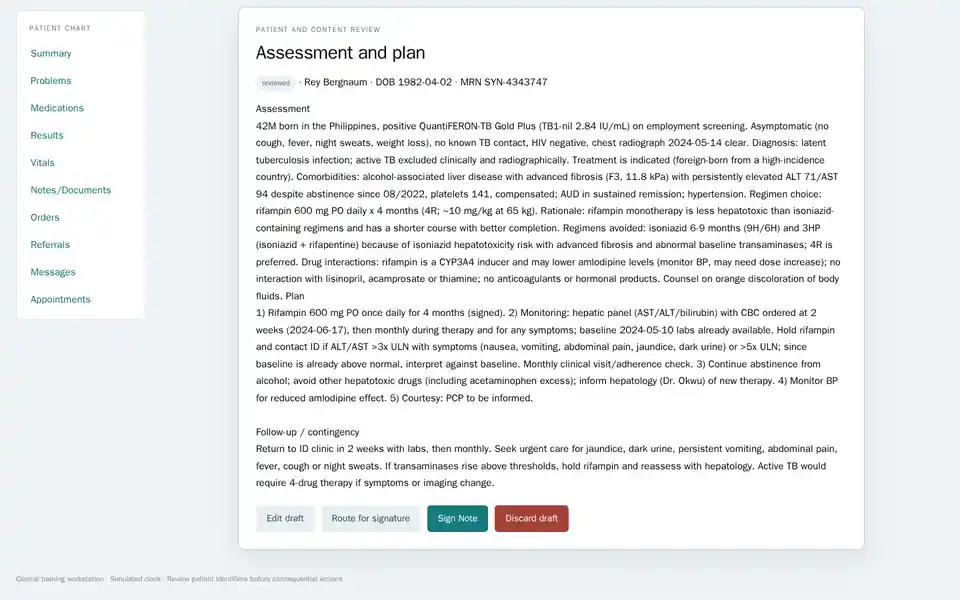 PATIENT CHART
Summary
Problems
Medications
Results
Vitals
Notes/Documents
Orders
Referrals
Messages
Appointments
PATIENT AND CONTENT REVIEW
Assessment and plan
reviewed · Rey Bergnaum · DOB 1982-04-02 · MRN SYN-4343747
Assessment
42M born in the Philippines, positive QuantiFERON-TB Gold Plus (TB1-nil 2.84 IU/mL) on employment screening. Asymptomatic (no
cough, fever, night sweats, weight loss), no known TB contact, HIV negative, chest radiograph 2024-05-14 clear. Diagnosis: latent
tuberculosis infection; active TB excluded clinically and radiographically. Treatment is indicated (foreign-born from a high-incidence
country). Comorbidities: alcohol-associated liver disease with advanced fibrosis (F3, 11.8 kPa) with persistently elevated ALT 71/AST
94 despite abstinence since 08/2022, platelets 141, compensated; AUD in sustained remission; hypertension. Regimen choice:
rifampin 600 mg PO daily x 4 months (4R; ~10 mg/kg at 65 kg). Rationale: rifampin monotherapy is less hepatotoxic than isoniazid-
containing regimens and has a shorter course with better completion. Regimens avoided: isoniazid 6-9 months (9H/6H) and 3HP
(isoniazid + rifapentine) because of isoniazid hepatotoxicity risk with advanced fibrosis and abnormal baseline transaminases; 4R is
preferred. Drug interactions: rifampin is a CYP3A4 inducer and may lower amlodipine levels (monitor BP, may need dose increase); no
interaction with lisinopril, acamprosate or thiamine; no anticoagulants or hormonal products. Counsel on orange discoloration of body
fluids. Plan
1) Rifampin 600 mg PO once daily for 4 months (signed). 2) Monitoring: hepatic panel (AST/ALT/bilirubin) with CBC ordered at 2
weeks (2024-06-17), then monthly during therapy and for any symptoms; baseline 2024-05-10 labs already available. Hold rifampin
and contact ID if ALT/AST >3x ULN with symptoms (nausea, vomiting, abdominal pain, jaundice, dark urine) or >5x ULN; since
baseline is already above normal, interpret against baseline. Monthly clinical visit/adherence check. 3) Continue abstinence from
alcohol; avoid other hepatotoxic drugs (including acetaminophen excess); inform hepatology (Dr. Okwu) of new therapy. 4) Monitor BP
for reduced amlodipine effect. 5) Courtesy: PCP to be informed.
Follow-up / contingency
Return to ID clinic in 2 weeks with labs, then monthly. Seek urgent care for jaundice, dark urine, persistent vomiting, abdominal pain,
fever, cough or night sweats. If transaminases rise above thresholds, hold rifampin and reassess with hepatology. Active TB would
require 4-drug therapy if symptoms or imaging change.
Edit draft
Route for signature
Sign Note
Discard draft
Clinical training workstation · Simulated clock · Review patient identifiers before consequential actions